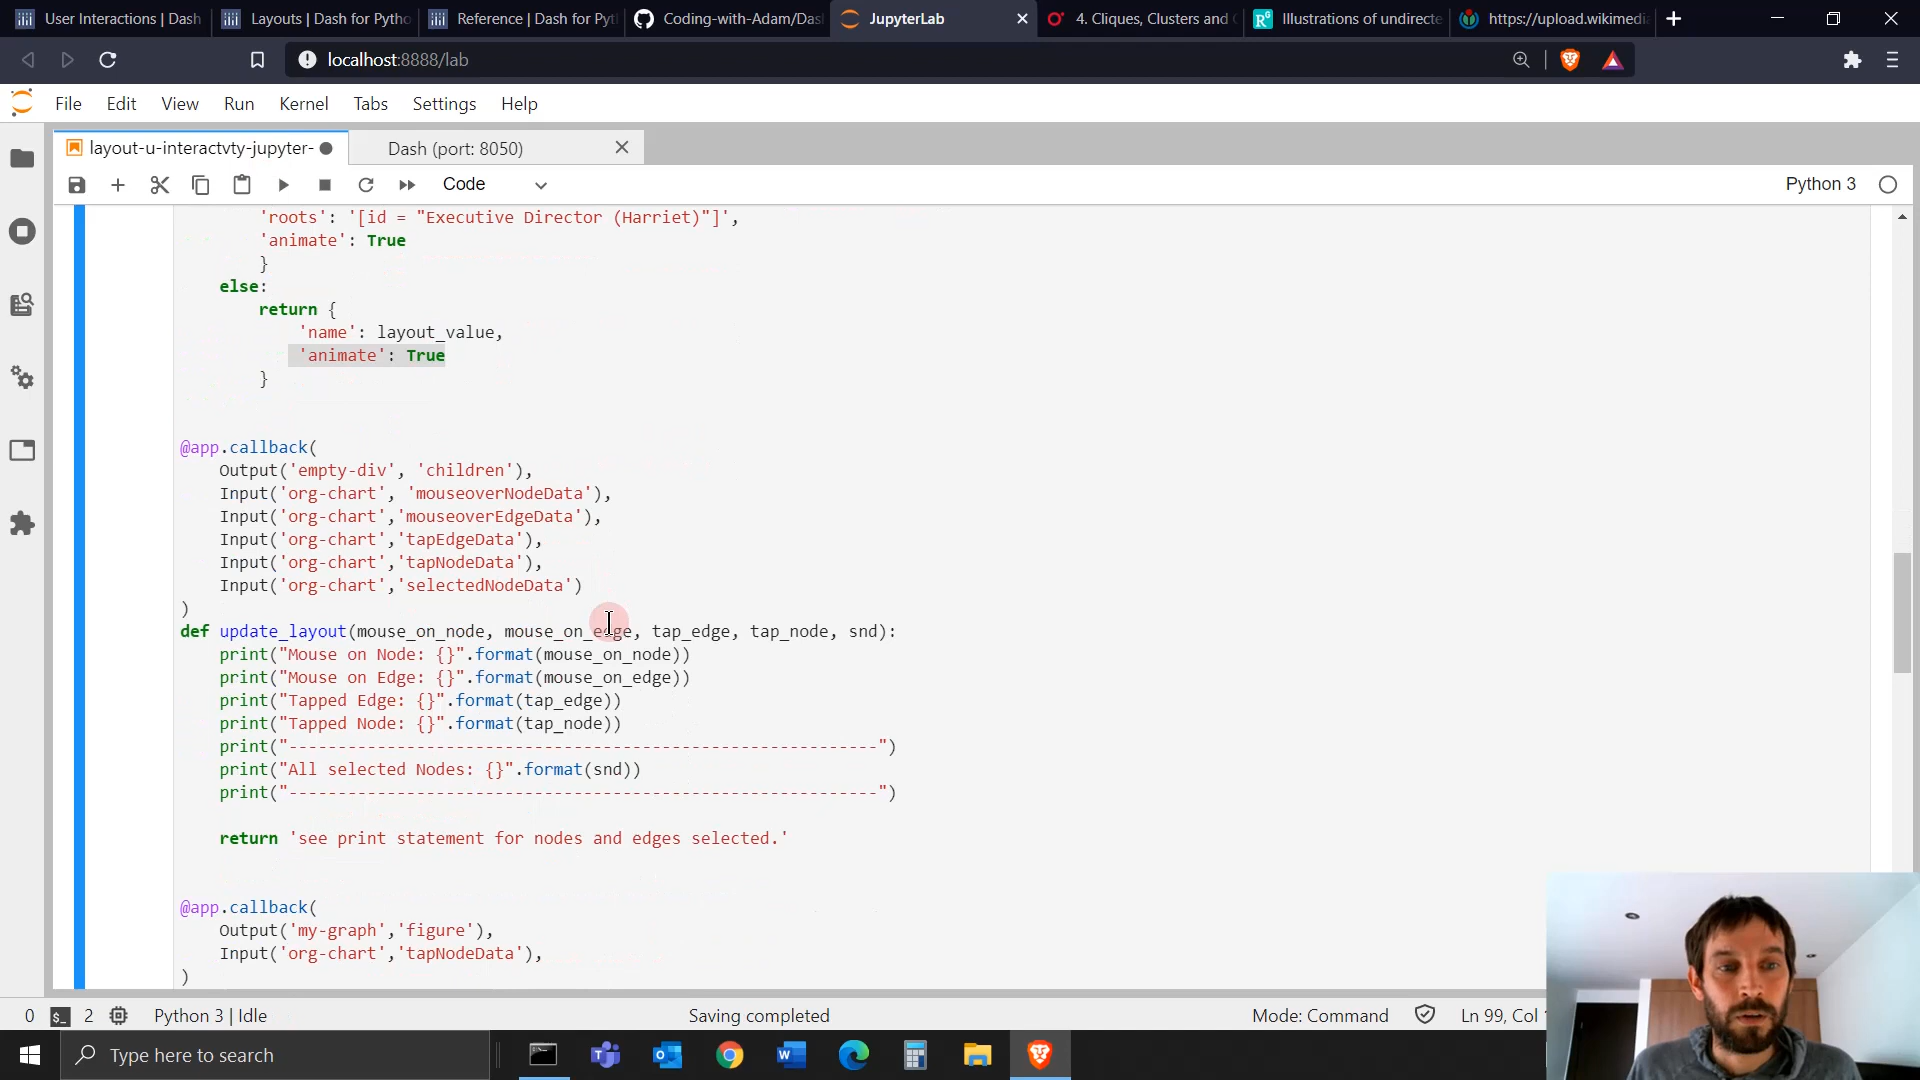 User Interactions | Dash
Layouts | Dash for Pytho
Reference | Dash for Pyt
Coding-with-Adam/Das
JupyterLab
4. Cliques, Clusters and
Illustrations of undirecte
https://upload.wikimedi
localhost:8888/lab
File Edit View Run Kernel Tabs Settings Help
layout-u-interactvty-jupyter-
Dash (port: 8050)
Code
Python 3
'roots': '[id = "Executive Director (Harriet)"]',
'animate': True
}
else:
return {
'name': layout_value,
'animate': True
}
@app.callback(
Output('empty-div', 'children'),
Input('org-chart', 'mouseoverNodeData'),
Input('org-chart','mouseoverEdgeData'),
Input('org-chart','tapEdgeData'),
Input('org-chart','tapNodeData'),
Input('org-chart','selectedNodeData')
)
def update_layout(mouse_on_node, mouse_on_edge, tap_edge, tap_node, snd):
print("Mouse on Node: {}".format(mouse_on_node))
print("Mouse on Edge: {}".format(mouse_on_edge))
print("Tapped Edge: {}".format(tap_edge))
print("Tapped Node: {}".format(tap_node))
print("------------------------------------------------------------")
print("All selected Nodes: {}".format(snd))
print("------------------------------------------------------------")
return 'see print statement for nodes and edges selected.'
@app.callback(
Output('my-graph','figure'),
Input('org-chart','tapNodeData'),
)
0 $_ 2 Python 3 | Idle
Saving completed
Mode: Command
Ln 99, Col
Type here to search